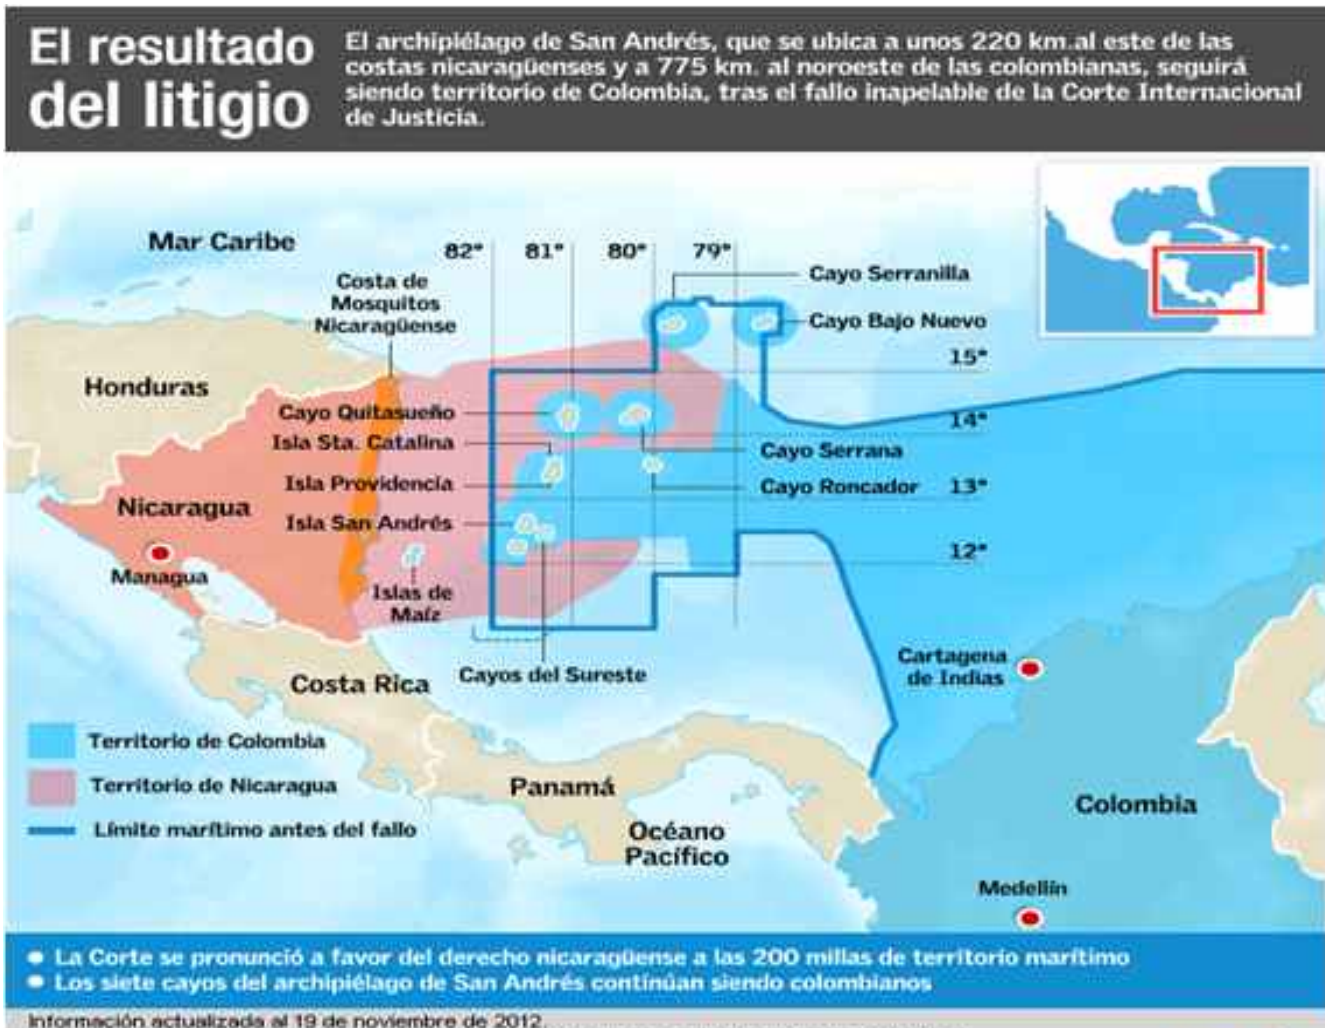 El resultado
del litigio
El archipiélago de San Andrés, que se ubica a unos 220 km.al este de las
costas nicaragüenses y a 775 km. al noroeste de las colombianas, seguirá
siendo territorio de Colombia, tras el fallo inapelable de la Corte Internacional
de Justicia.
Mar Caribe
82° 81° 80° 79°
Cayo Serranilla
Costa de
Mosquitos
Nicaragüense
Cayo Bajo Nuevo
15°
Honduras
Cayo Quitasueño
14°
Isla Sta. Catalina
Cayo Serrana
Isla Providencia
Cayo Roncador
13°
Nicaragua
Isla San Andrés
12°
Managua
Islas de
Maíz
Cayos del Sureste
Costa Rica
Cartagena
de Indias
Territorio de Colombia
Territorio de Nicaragua
Límite marítimo antes del fallo
Panamá
Océano
Pacífico
Colombia
Medellín
La Corte se pronunció a favor del derecho nicaragüense a las 200 millas de territorio marítimo
Los siete cayos del archipiélago de San Andrés continúan siendo colombianos
Información actualizada al 19 de noviembre de 2012.